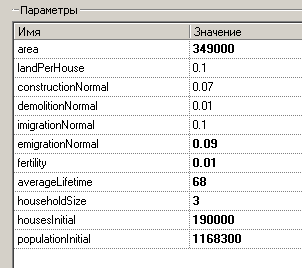 Параметры
Имя Значение
area 349000
landPerHouse 0.1
constructionNormal 0.07
demolitionNormal 0.01
imigrationNormal 0.1
emigrationNormal 0.09
fertility 0.01
averageLifetime 68
householdSize 3
housesInitial 190000
populationInitial 1168300